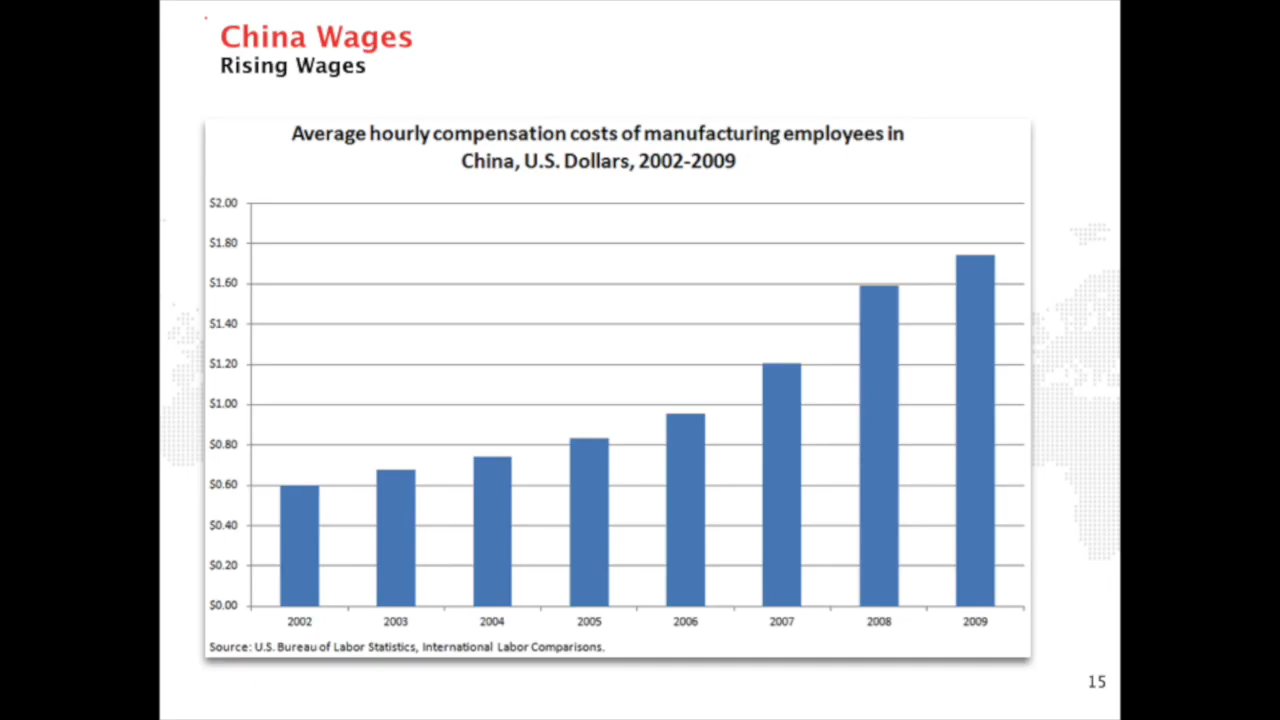 China Wages
Rising Wages
Average hourly compensation costs of manufacturing employees in
China, U.S. Dollars, 2002-2009
$2.00
$1.80
$1.60
$1.40
$1.20
$1.00
$0.80
$0.60
$0.40
$0.20
$0.00
2002 2003 2004 2005 2006 2007 2008 2009
Source: U.S. Bureau of Labor Statistics, International Labor Comparisons.
15